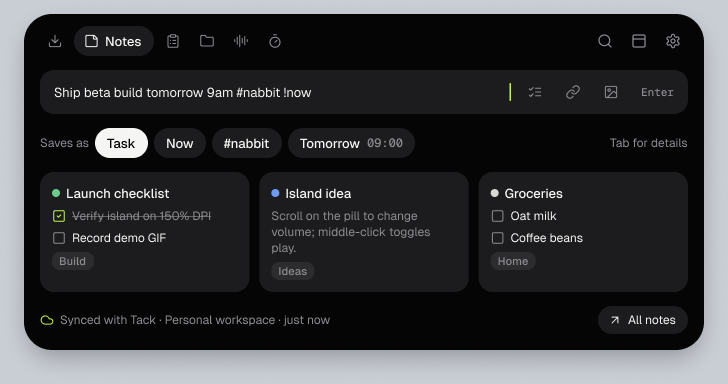 Notes
Ship beta build tomorrow 9am #nabbit !now
Enter
Saves as Task Now #nabbit Tomorrow 09:00 Tab for details
Launch checklist
Verify island on 150% DPI
Record demo GIF
Build
Island idea
Scroll on the pill to change
volume; middle-click toggles
play.
Ideas
Groceries
Oat milk
Coffee beans
Home
Synced with Tack · Personal workspace · just now
All notes